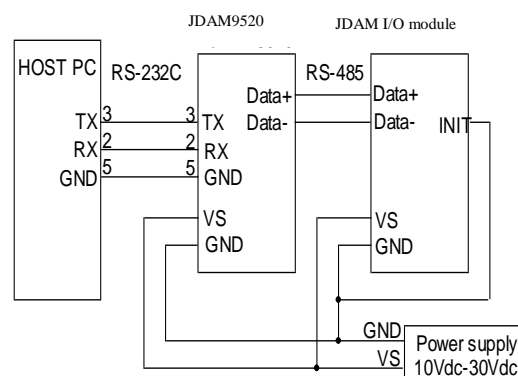 JDAM9520
JDAM I/O module
HOST PC
RS-232C
RS-485
Data+
Data+
TX
3
3
TX
Data-
Data-
INIT
RX
2
2
RX
GND
5
5
GND
VS
VS
GND
GND
GND
Power supply
VS
10Vdc-30Vdc